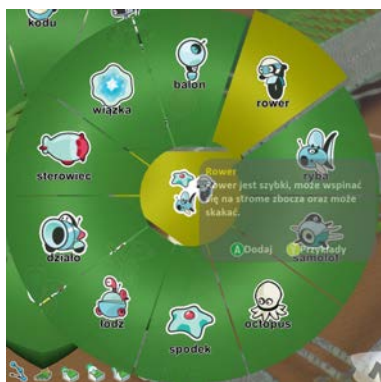 kodu
balon
rower
wiązka
sterowiec
ryba
Rower
Rower jest szybki, może wspinać
się na strome zbocza oraz może
skakać.
A Dodaj
Y Przykłady
samolot
działo
łódź
octopus
spodek